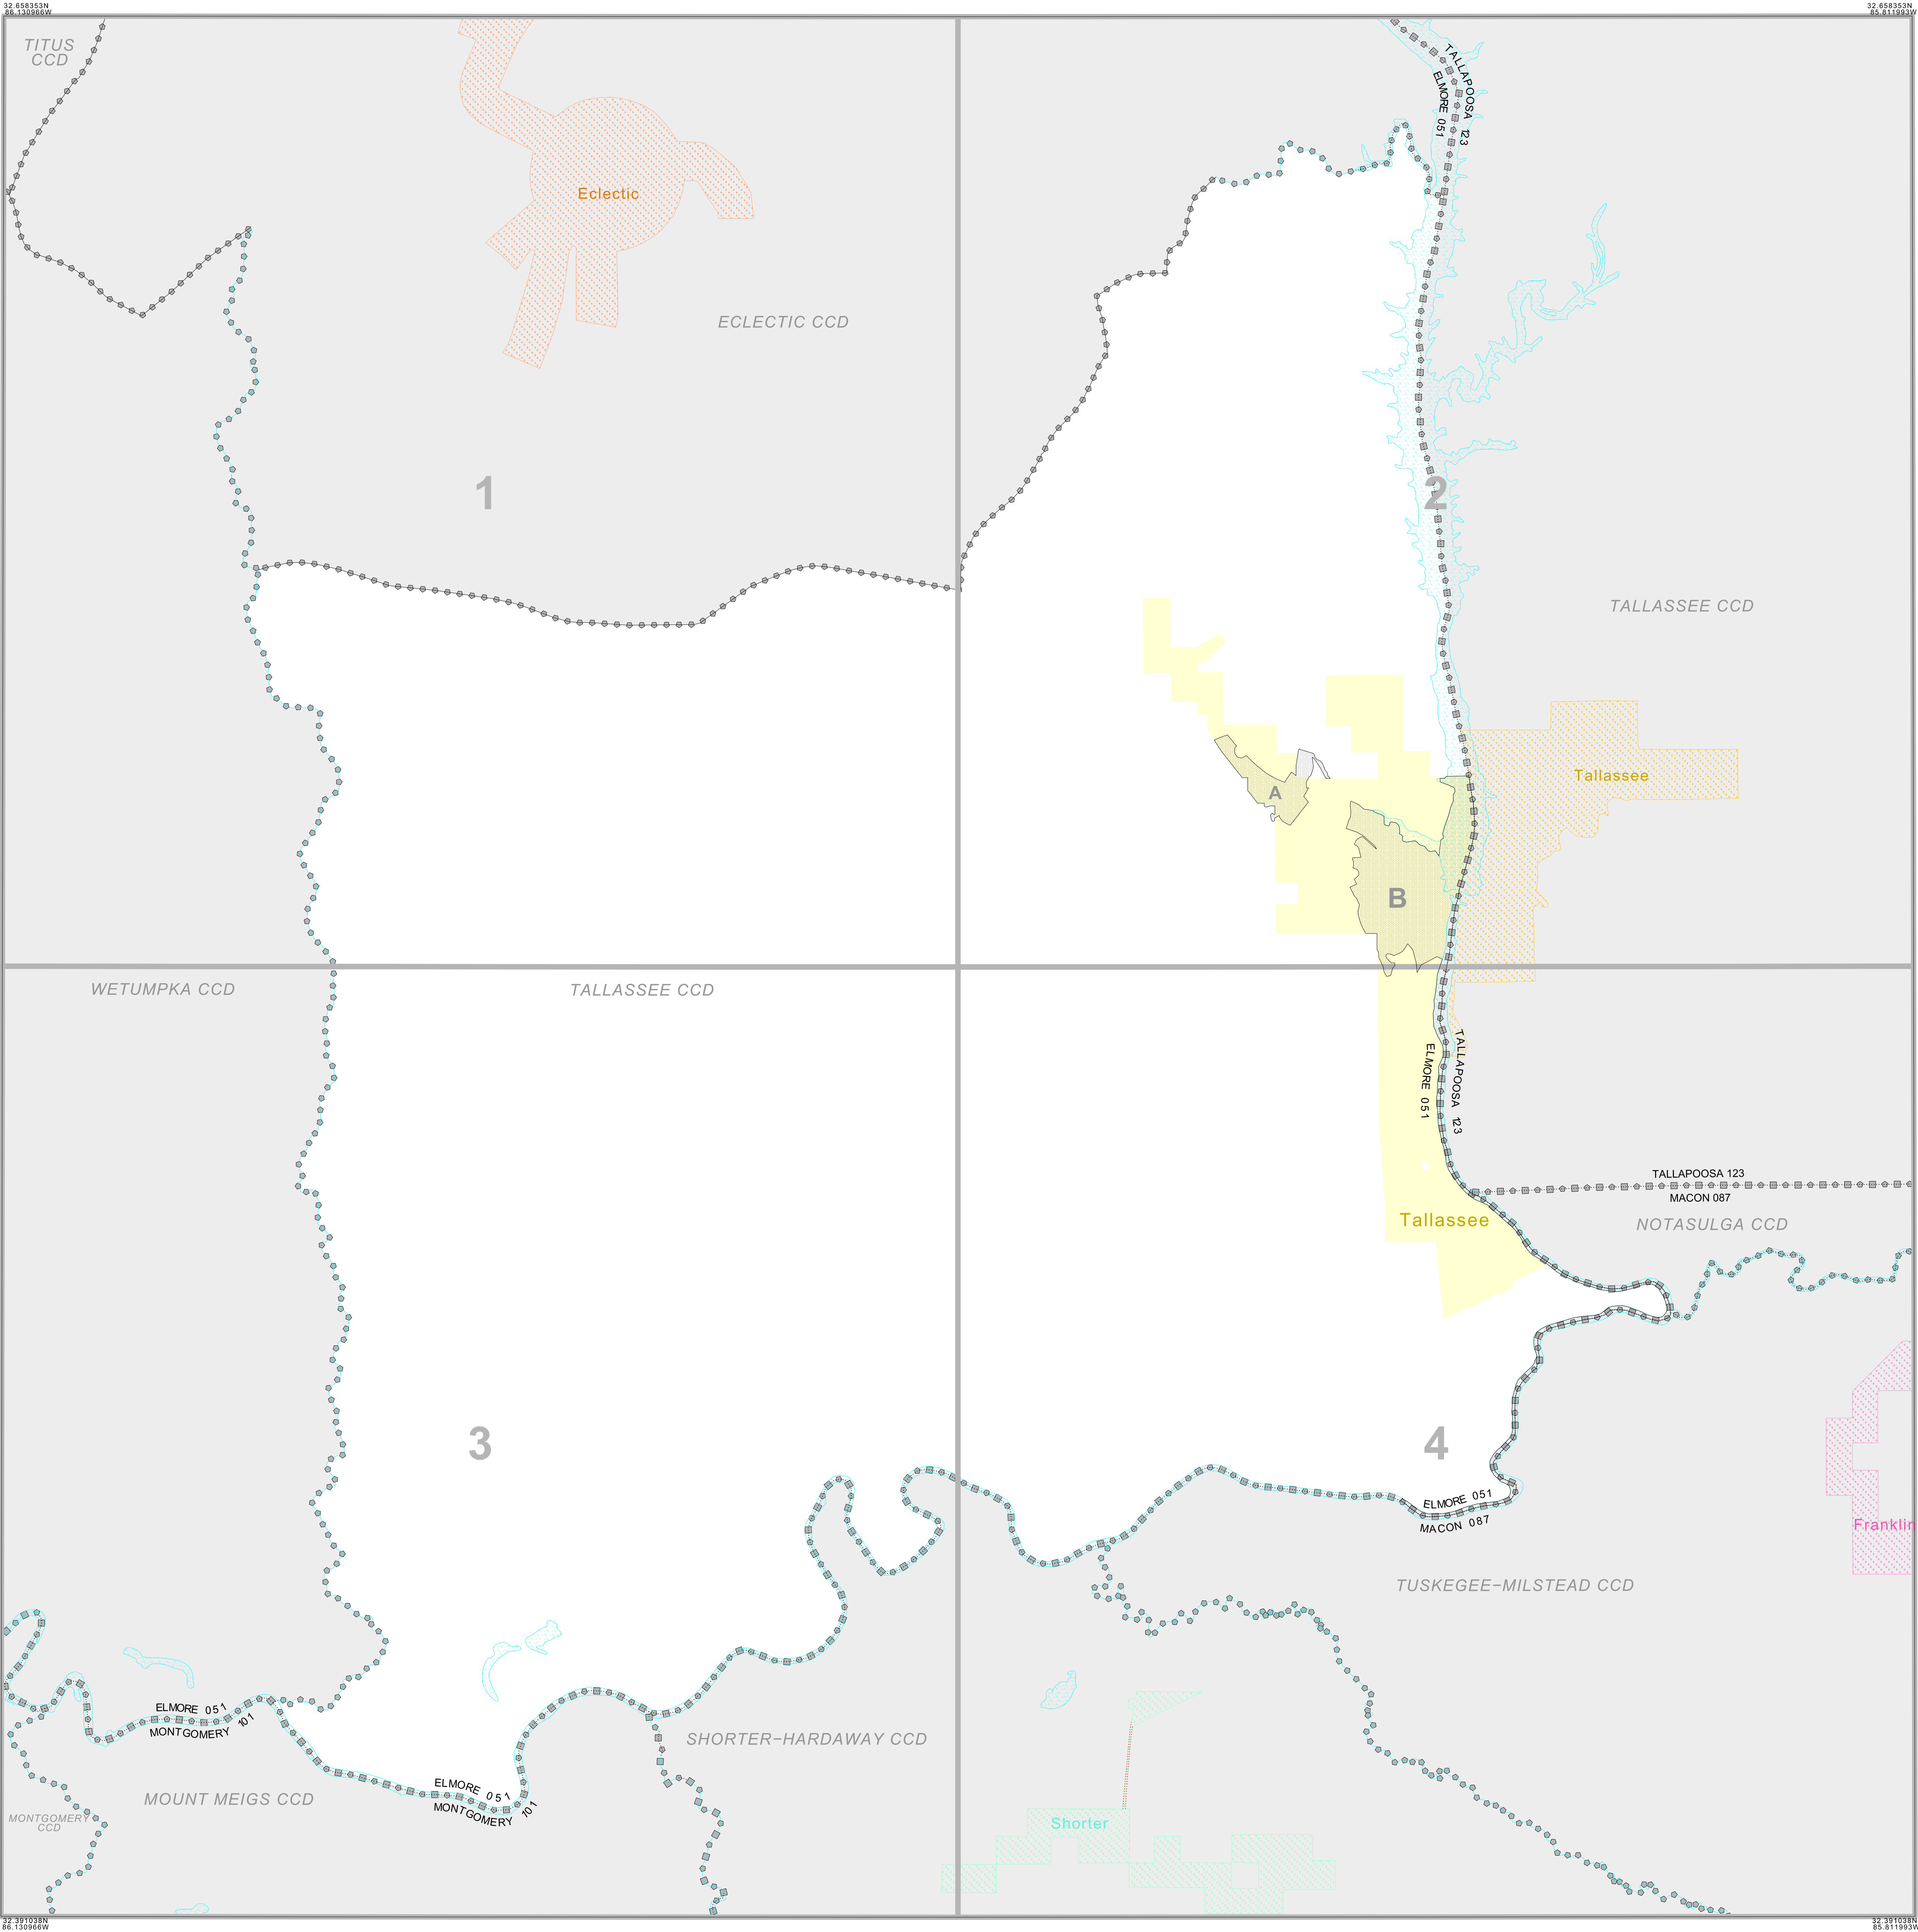 32.658353N
86.130966W
32.658353N
85.811993W
TITUS
CCD
TALLAPOOSA 123
ELMORE 051
Eclectic
ECLECTIC CCD
1
2
TALLASSEE CCD
Tallassee
A
B
WETUMPKA CCD
TALLASSEE CCD
ELMORE 051
TALLAPOOSA 123
TALLAPOOSA 123
MACON 087
Tallassee
NOTASULGA CCD
3
4
ELMORE 051
MACON 087
Franklin
TUSKEGEE-MILSTEAD CCD
ELMORE 051
MONTGOMERY 101
SHORTER-HARDAWAY CCD
ELMORE 051
MONTGOMERY 101
MOUNT MEIGS CCD
MONTGOMERY
CCD
Shorter
32.391038N
86.130966W
32.391038N
85.811993W